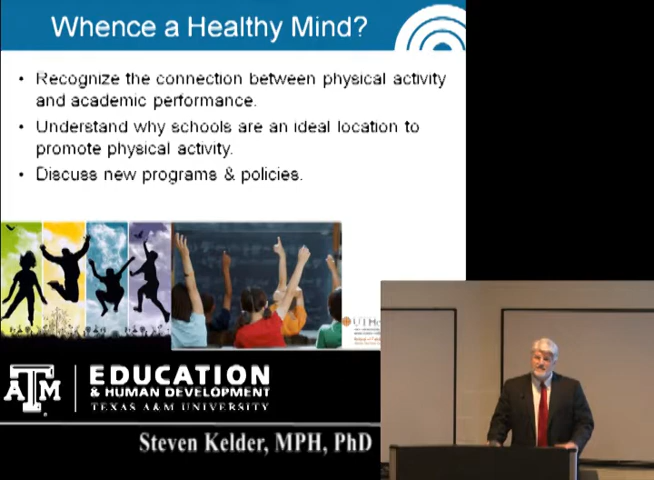 Whence a Healthy Mind?
• Recognize the connection between physical activity
and academic performance.
• Understand why schools are an ideal location to
promote physical activity.
• Discuss new programs & policies.
ĀTM
EDUCATION
& HUMAN DEVELOPMENT
TEXAS A&M UNIVERSITY
Steven Kelder, MPH, PhD